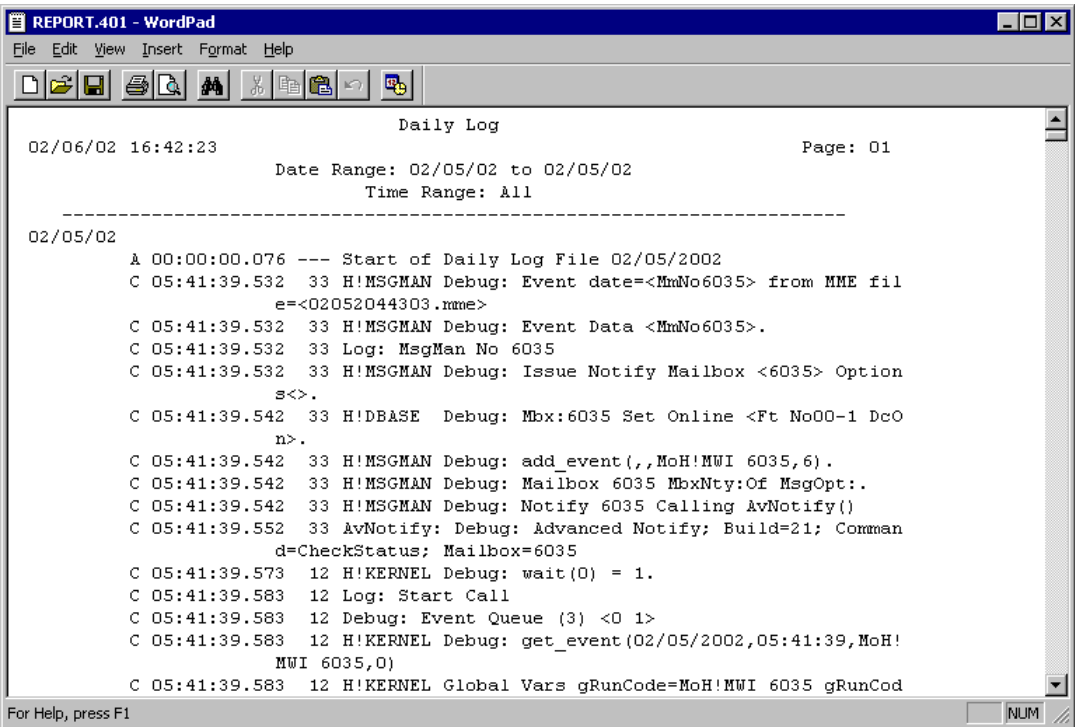 REPORT.401 - WordPad
File Edit View Insert Format Help
Daily Log
02/06/02 16:42:23 Page: 01
Date Range: 02/05/02 to 02/05/02
Time Range: All
--------------------------------------------------------------------
02/05/02
A 00:00:00.076 --- Start of Daily Log File 02/05/2002
C 05:41:39.532 33 H!MSGMAN Debug: Event date=<MmNo6035> from MME fil
e=<02052044303.mme>
C 05:41:39.532 33 H!MSGMAN Debug: Event Data <MmNo6035>.
C 05:41:39.532 33 Log: MsgMan No 6035
C 05:41:39.532 33 H!MSGMAN Debug: Issue Notify Mailbox <6035> Option
s<>.
C 05:41:39.542 33 H!DBASE Debug: Mbx:6035 Set Online <Ft No00-1 DcO
n>.
C 05:41:39.542 33 H!MSGMAN Debug: add_event(,,MoH!MWI 6035,6).
C 05:41:39.542 33 H!MSGMAN Debug: Mailbox 6035 MbxNty:Of MsgOpt:.
C 05:41:39.542 33 H!MSGMAN Debug: Notify 6035 Calling AvNotify()
C 05:41:39.552 33 AvNotify: Debug: Advanced Notify; Build=21; Comman
d=CheckStatus; Mailbox=6035
C 05:41:39.573 12 H!KERNEL Debug: wait(0) = 1.
C 05:41:39.583 12 Log: Start Call
C 05:41:39.583 12 Debug: Event Queue (3) <0 1>
C 05:41:39.583 12 H!KERNEL Debug: get_event(02/05/2002,05:41:39,MoH!
MWI 6035,0)
C 05:41:39.583 12 H!KERNEL Global Vars gRunCode=MoH!MWI 6035 gRunCod
For Help, press F1 NUM